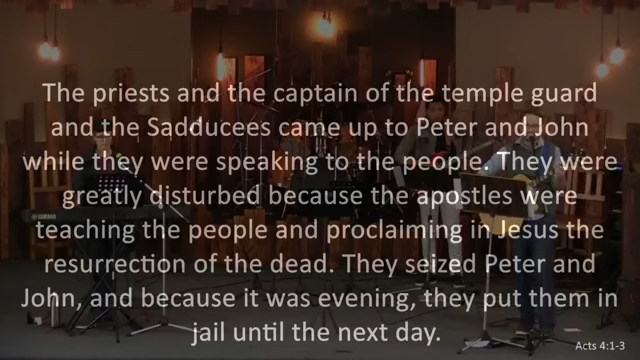 The priests and the captain of the temple guard
and the Sadducees came up to Peter and John
while they were speaking to the people. They were
greatly disturbed because the apostles were
teaching the people and proclaiming in Jesus the
resurrection of the dead. They seized Peter and
John, and because it was evening, they put them in
jail until the next day.
Acts 4:1-3
YAMAHA